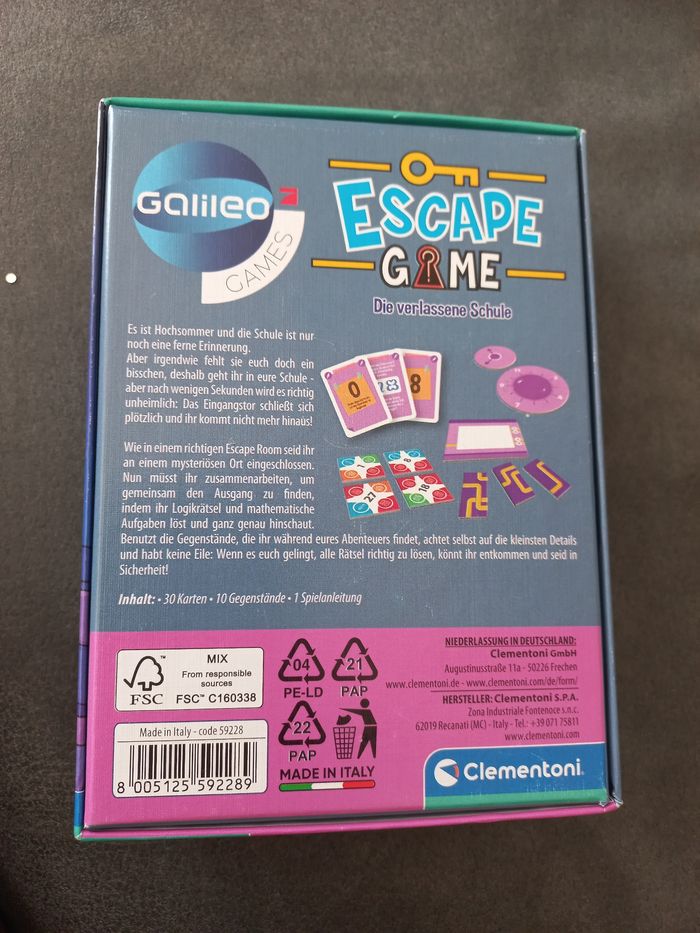 Galileo
GAMES
ESCAPE
GAME
Die verlassene Schule
Es ist Hochsommer und die Schule ist nur
noch eine ferne Erinnerung.
Aber irgendwie fehlt sie euch doch ein
bisschen, deshalb geht ihr in eure Schule -
aber nach wenigen Sekunden wird es richtig
unheimlich: Das Eingangstor schließt sich
plötzlich und ihr kommt nicht mehr hinaus!
Wie in einem richtigen Escape Room seid ihr
an einem mysteriösen Ort eingeschlossen.
Nun müsst ihr zusammenarbeiten, um
gemeinsam den Ausgang zu finden,
indem ihr Logikrätsel und mathematische
Aufgaben löst und ganz genau hinschaut.
Benutzt die Gegenstände, die ihr während eures Abenteuers findet, achtet selbst auf die kleinsten Details
und habt keine Eile: Wenn es euch gelingt, alle Rätsel richtig zu lösen, könnt ihr entkommen und seid in
Sicherheit!
0
8
1
8
27
18
Inhalt: • 30 Karten • 10 Gegenstände • 1 Spielanleitung
FSC
MIX
From responsible
sources
FSC™ C160338
04
PE-LD
21
PAP
22
PAP
MADE IN ITALY
Made in Italy - code 59228
8 005125 592289
NIEDERLASSUNG IN DEUTSCHLAND:
Clementoni GmbH
Augustinusstraße 11a - 50226 Frechen
www.clementoni.de - www.clementoni.com/de/form/
HERSTELLER: Clementoni S.P.A.
Zona Industriale Fontenoce s.n.c.
62019 Recanati (MC) - Italy - Tel.: +39 071 75811
www.clementoni.com
Clementoni